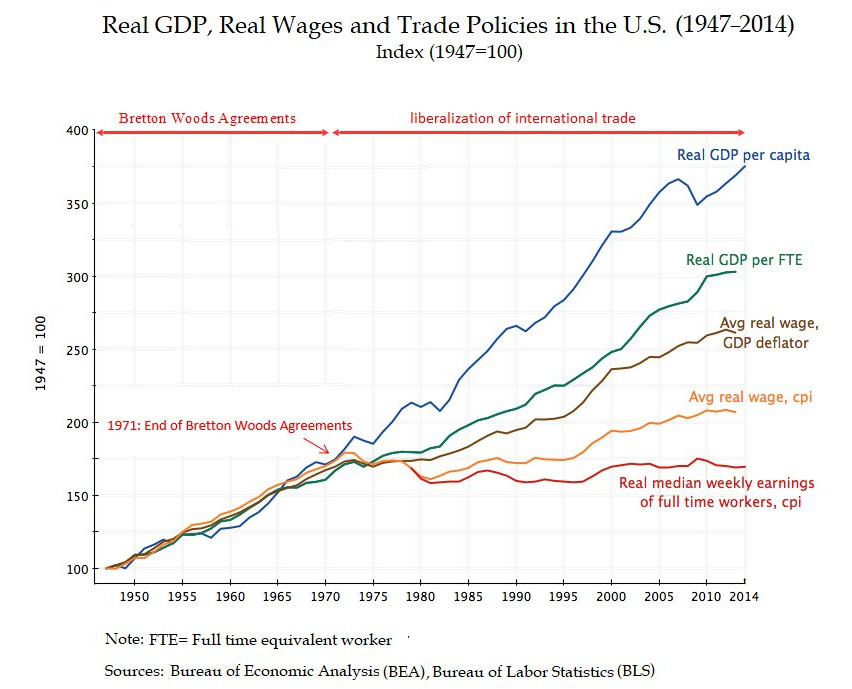 Real GDP, Real Wages and Trade Policies in the U.S. (1947–2014)
Index (1947=100)
Bretton Woods Agreements
liberalization of international trade
400
Real GDP per capita
350
Real GDP per FTE
300
Avg real wage,
GDP deflator
250
1947 = 100
Avg real wage, cpi
200
1971: End of Bretton Woods Agreements
Real median weekly earnings
of full time workers, cpi
150
100
1950 1955 1960 1965 1970 1975 1980 1985 1990 1995 2000 2005 2010 2014
Note: FTE= Full time equivalent worker
Sources: Bureau of Economic Analysis (BEA), Bureau of Labor Statistics (BLS)